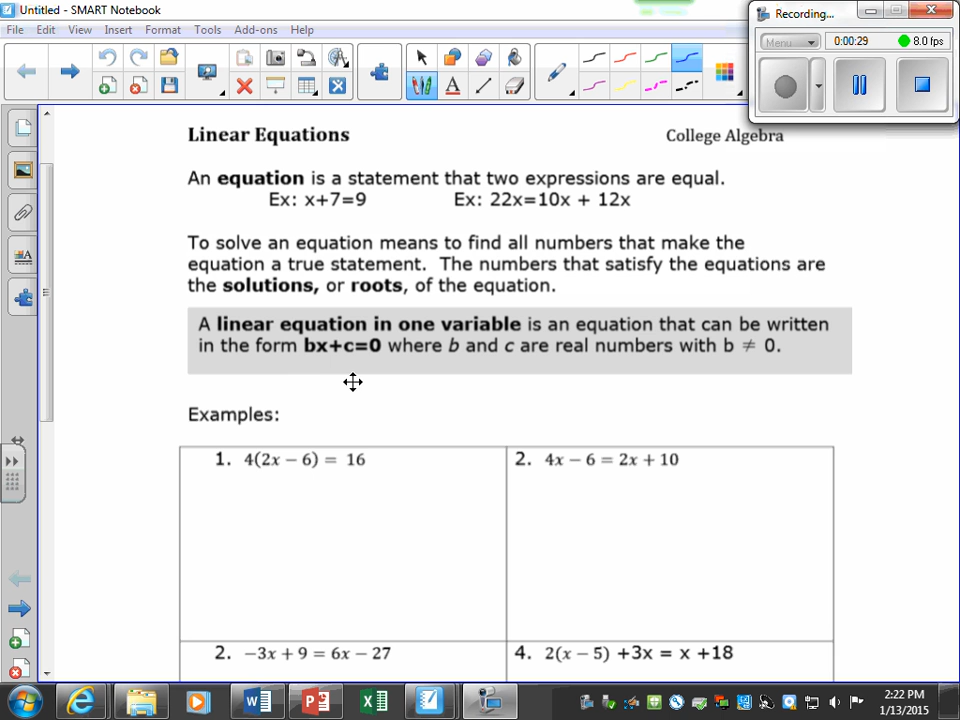 Untitled - SMART Notebook
File Edit View Insert Format Tools Add-ons Help
Recording...
Menu 0:00:29 8.0 fps
Linear Equations College Algebra
An equation is a statement that two expressions are equal.
Ex: x+7=9 Ex: 22x=10x + 12x
To solve an equation means to find all numbers that make the
equation a true statement. The numbers that satisfy the equations are
the solutions, or roots, of the equation.
A linear equation in one variable is an equation that can be written
in the form bx+c=0 where b and c are real numbers with b ≠ 0.
Examples:
1. 4(2x − 6) = 16 2. 4x − 6 = 2x + 10
2. −3x + 9 = 6x − 27 4. 2(x − 5) +3x = x +18
2:22 PM
1/13/2015